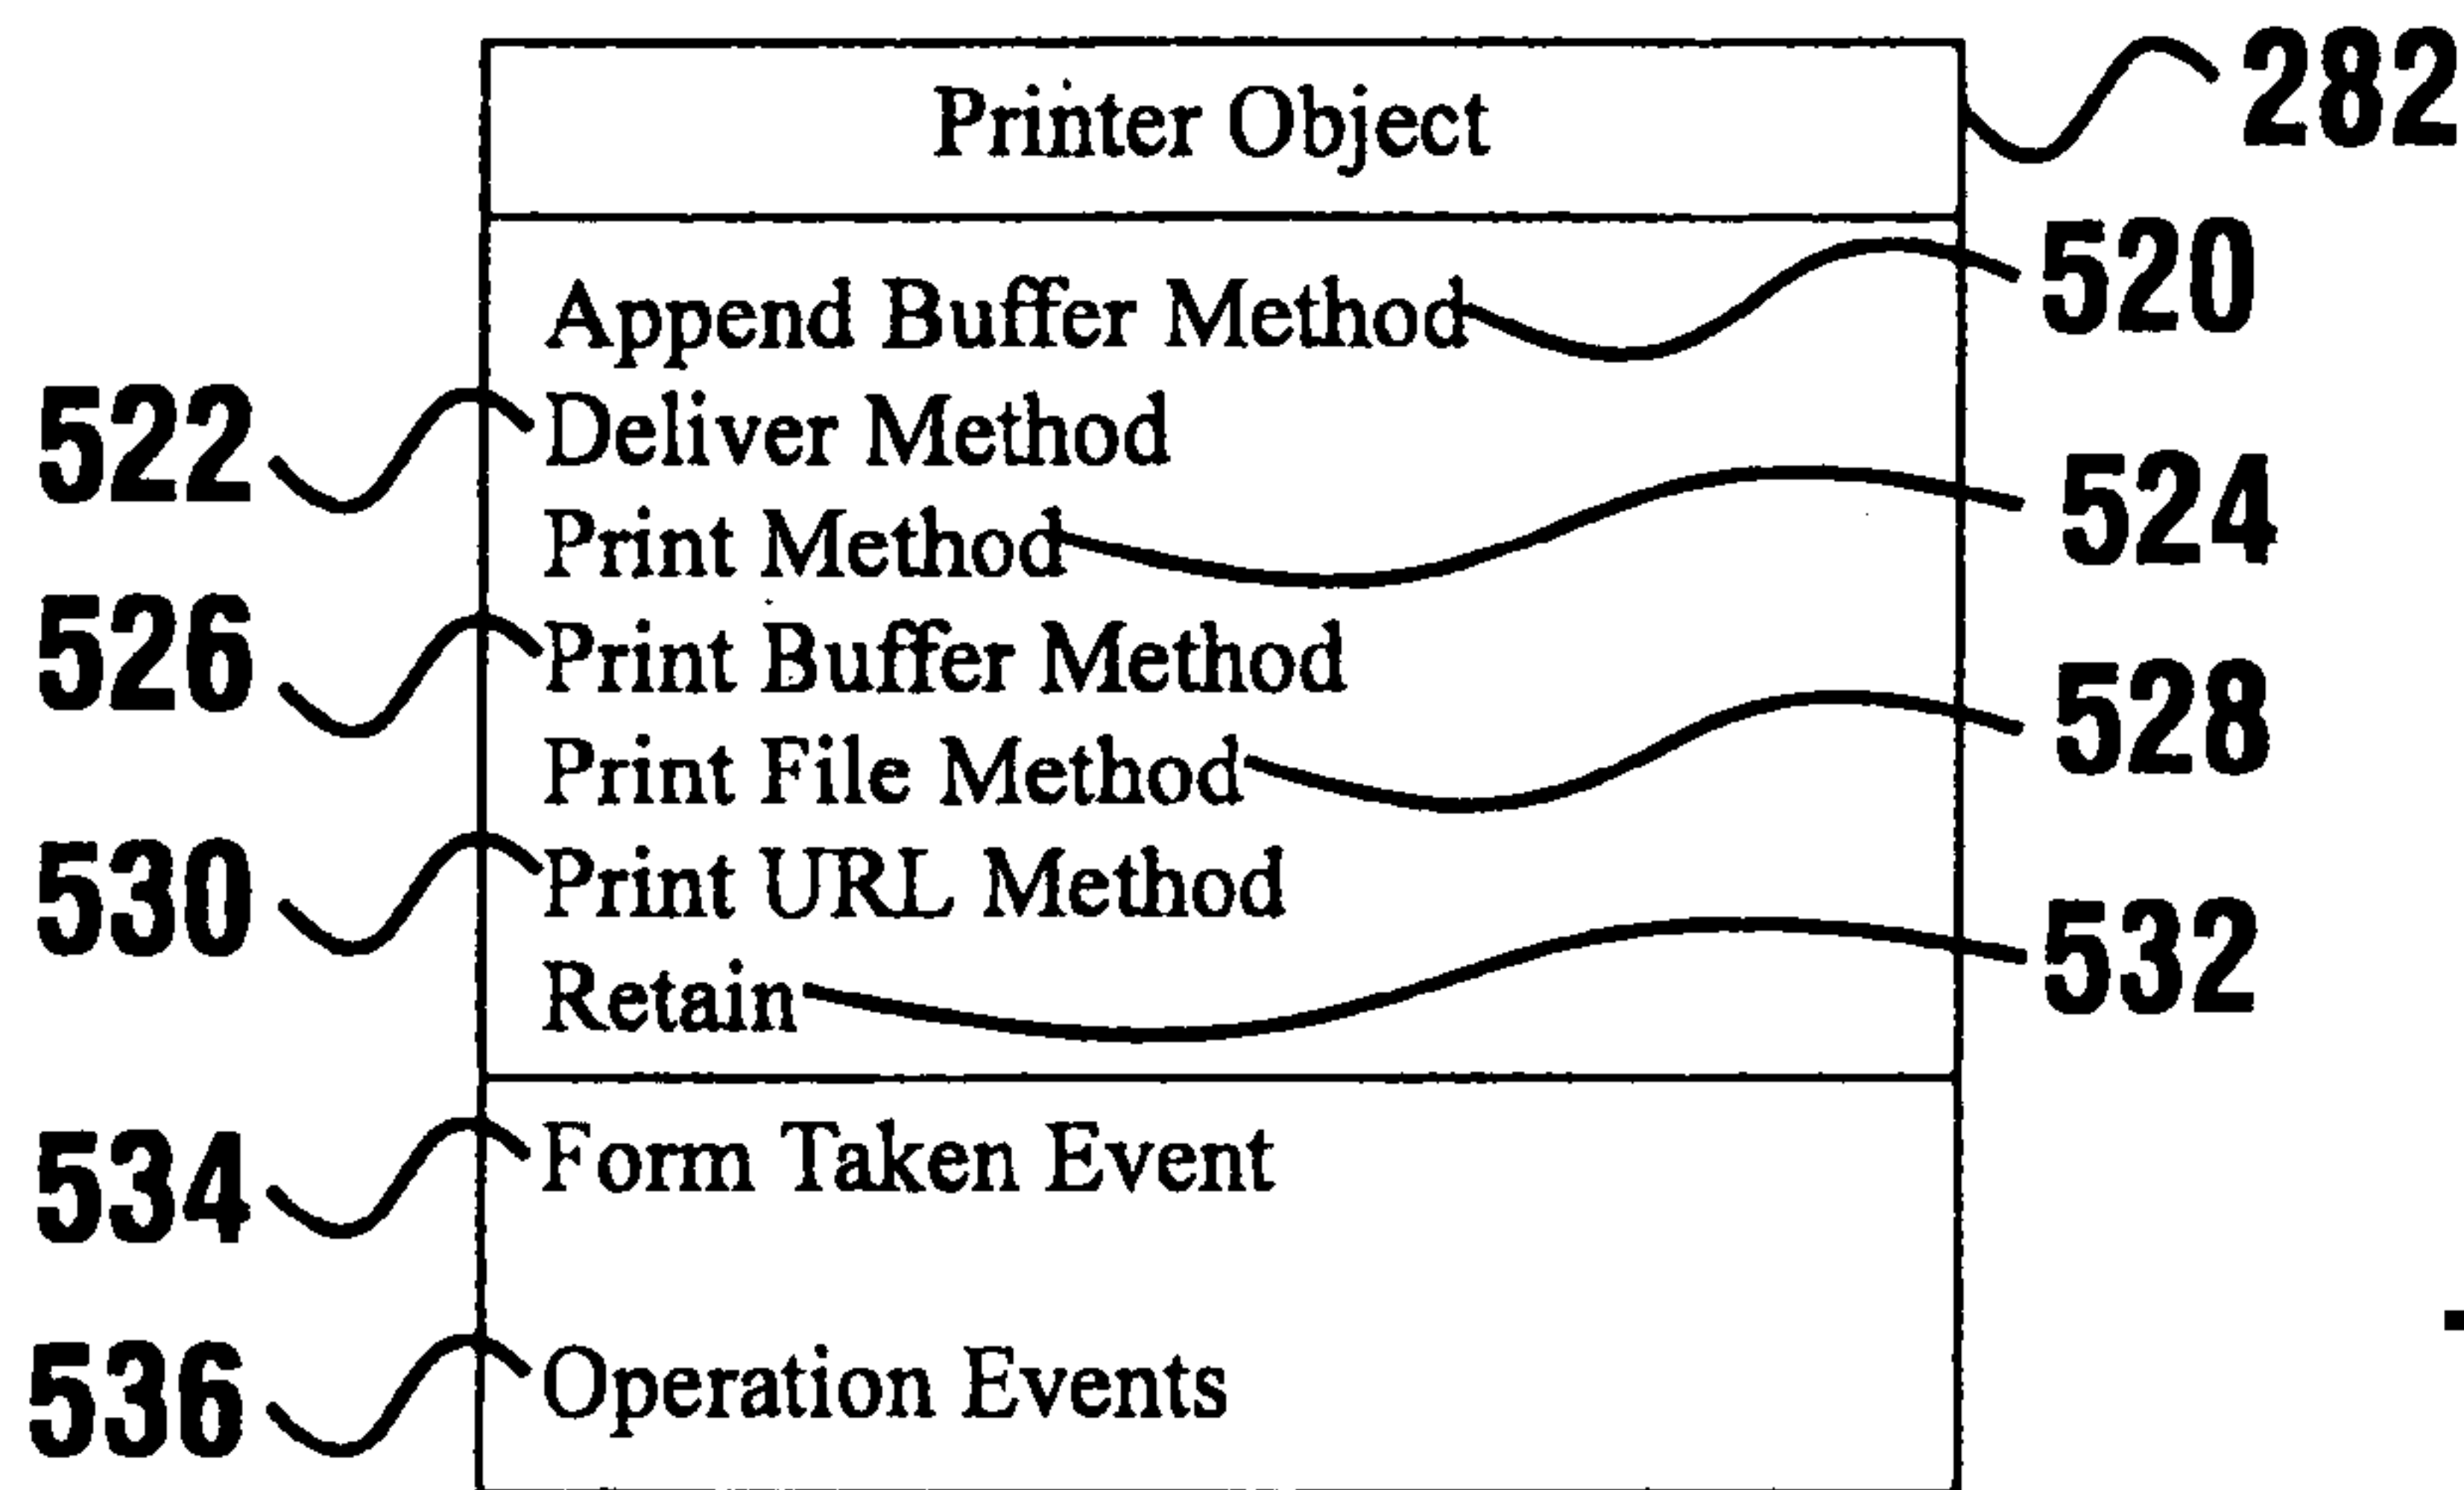 Printer Object 282
Append Buffer Method 520
522 Deliver Method
Print Method 524
526 Print Buffer Method
Print File Method 528
530 Print URL Method
Retain 532
534 Form Taken Event
536 Operation Events